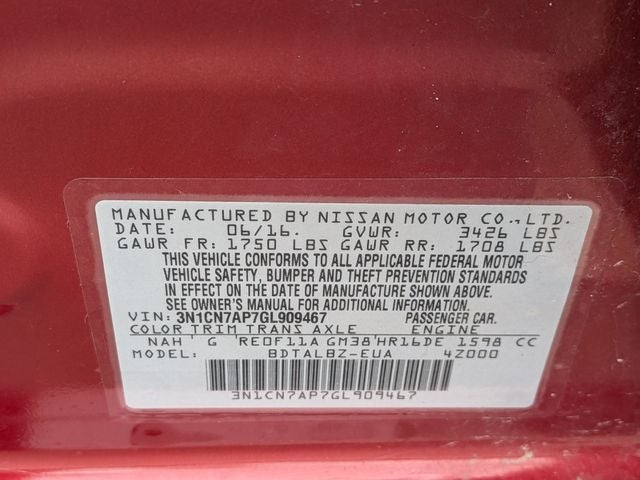 MANUFACTURED BY NISSAN MOTOR CO., LTD.
DATE: 06/16. GVWR: 3426 LBS
GAWR FR: 1750 LBS GAWR RR: 1708 LBS
THIS VEHICLE CONFORMS TO ALL APPLICABLE FEDERAL MOTOR
VEHICLE SAFETY, BUMPER AND THEFT PREVENTION STANDARDS
IN EFFECT ON THE DATE OF MANUFACTURE SHOWN ABOVE.
SEE OWNER'S MANUAL FOR ADDITIONAL INFORMATION.
VIN: 3N1CN7AP7GL909467 PASSENGER CAR.
COLOR TRIM TRANS AXLE ENGINE
NAH' G 'RE0F11A GM38'HR16DE 1598 CC
MODEL: BDTALBZ-EUA 4Z000
3N1CN7AP7GL909467